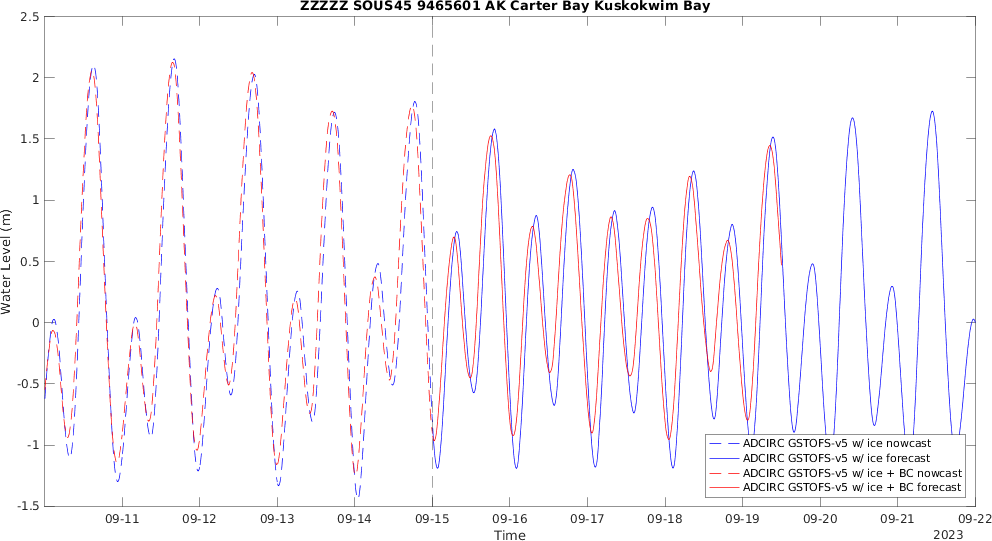 ZZZZZ SOUS45 9465601 AK Carter Bay Kuskokwim Bay
2.5
2
1.5
1
0.5
0
-0.5
-1
-1.5
Water Level (m)
ADCIRC GSTOFS-v5 w/ ice nowcast
ADCIRC GSTOFS-v5 w/ ice forecast
ADCIRC GSTOFS-v5 w/ ice + BC nowcast
ADCIRC GSTOFS-v5 w/ ice + BC forecast
09-11 09-12 09-13 09-14 09-15 09-16 09-17 09-18 09-19 09-20 09-21 09-22
Time
2023